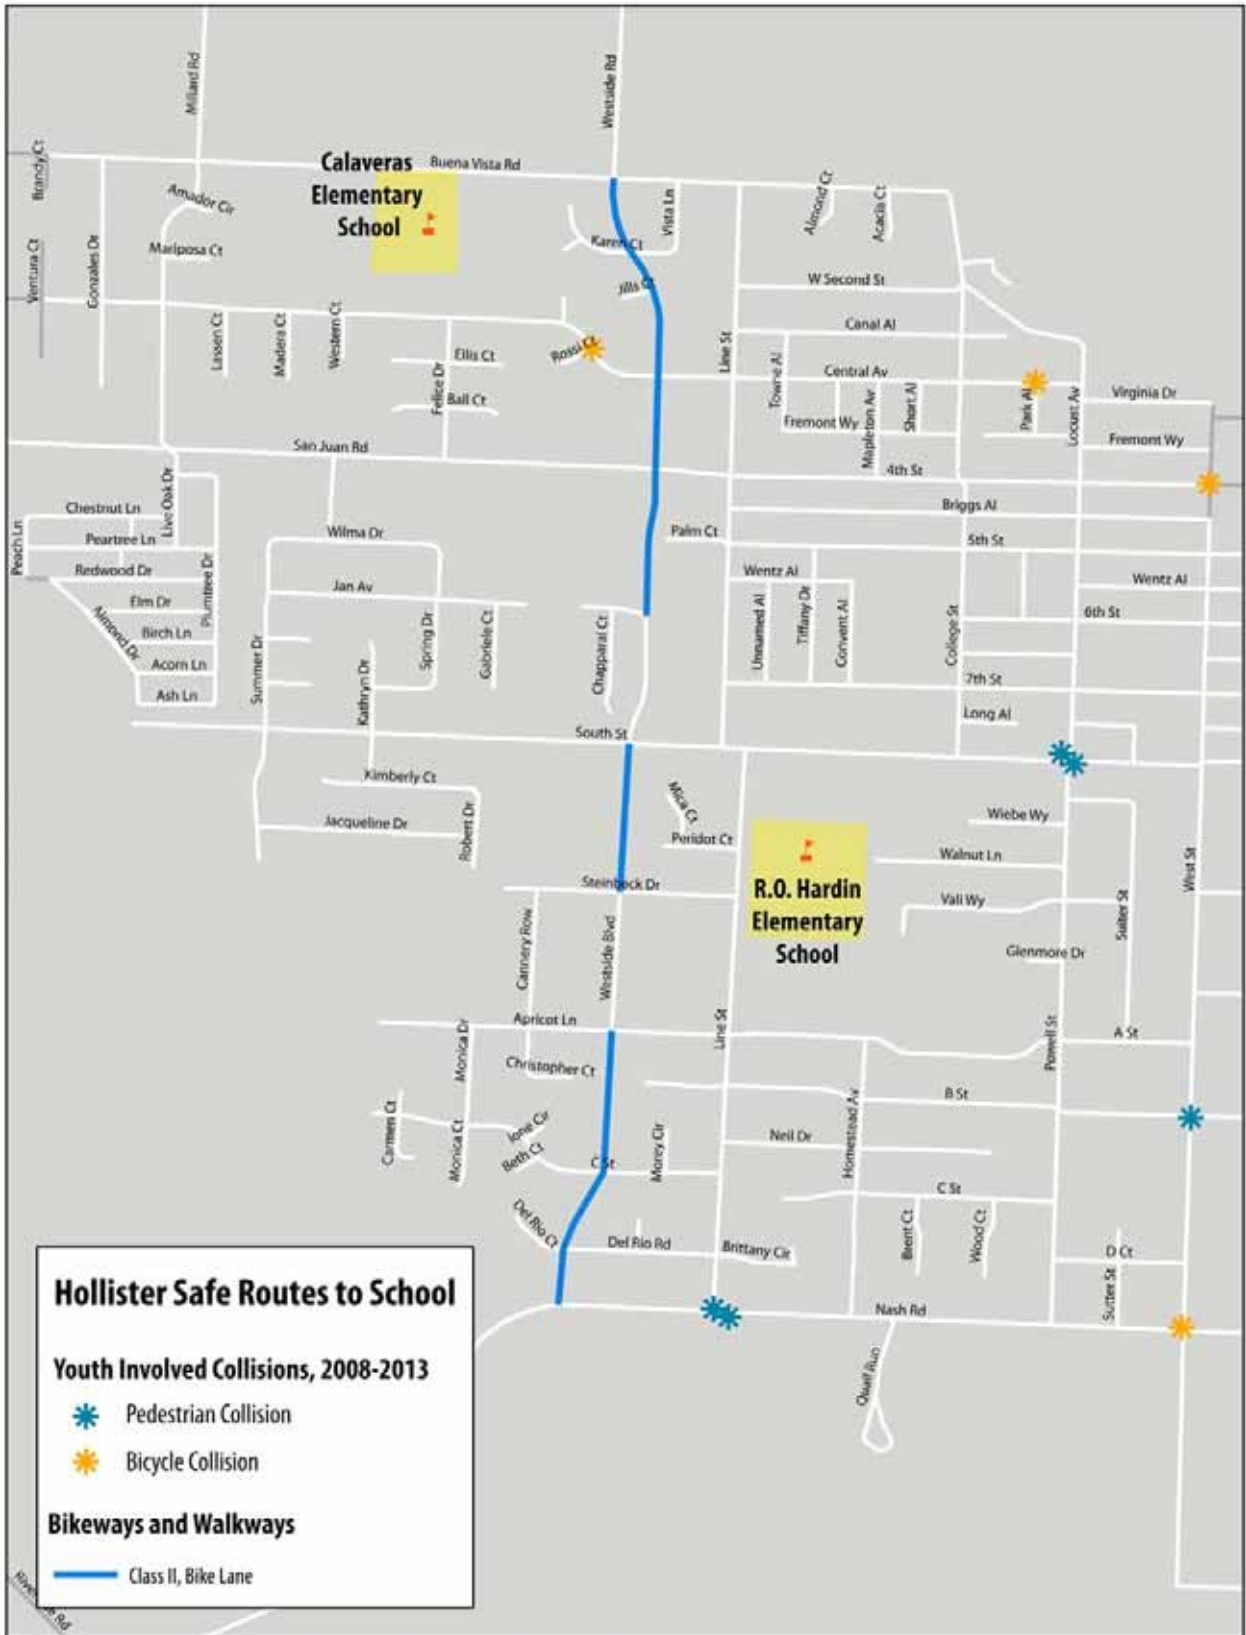 Millard Rd
Westside Rd
Brandy Ct
Calaveras
Elementary
School
Buena Vista Rd
Amador Cir
Vista Ln
Almond Ct
Acacia Ct
Ventura Ct
Gonzales Dr
Mariposa Ct
Karen Ct
Jills Ct
W Second St
Canal Al
Lassen Ct
Madera Ct
Western Ct
Ellis Ct
Rossi Ct
Line St
Towne Al
Central Av
Felice Dr
Ball Ct
Mapleton Av
Short Al
Park Al
Locust Av
Virginia Dr
Fremont Wy
Fremont Wy
San Juan Rd
4th St
Live Oak Dr
Chestnut Ln
Briggs Al
Peach Ln
Peartree Ln
Wilma Dr
Palm Ct
5th St
Redwood Dr
Plumtree Dr
Jan Av
Wentz Al
Wentz Al
Elm Dr
Almond Dr
Birch Ln
Acorn Ln
Ash Ln
Summer Dr
Kathryn Dr
Spring Dr
Gabriele Ct
Chapparal Ct
Unnamed Al
Tiffany Dr
Convent Al
College St
6th St
7th St
Long Al
South St
Kimberly Ct
Jacqueline Dr
Robert Dr
Mica Ct
Peridot Ct
Wiebe Wy
Walnut Ln
West St
Steinbeck Dr
R.O. Hardin
Elementary
School
Vali Wy
Suiter St
Cannery Row
Westside Blvd
Glenmore Dr
Apricot Ln
Line St
Powell St
A St
Monica Dr
Christopher Ct
B St
Carmen Ct
Monica Ct
Ione Cir
Beth Ct
C St
Morey Cir
Neil Dr
Homestead Av
C St
Del Rio Ct
Del Rio Rd
Brittany Cir
Brent Ct
Wood Ct
D Ct
Sutter St
Nash Rd
Quail Run
Hollister Safe Routes to School
Youth Involved Collisions, 2008-2013
Pedestrian Collision
Bicycle Collision
Bikeways and Walkways
Class II, Bike Lane